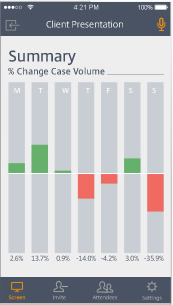 4:21 PM 100%
Client Presentation
Summary
% Change Case Volume
M T W T F S S
2.6% 13.7% 0.9% -14.0% -4.2% 3.0% -35.9%
Screen Invite Attendees Settings